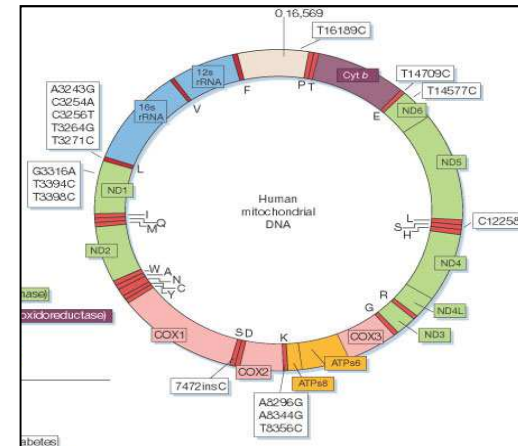 0,16,569
T16189C
12s
rRNA
F
P T
Cyt b
T14709C
T14577C
E
ND6
A3243G
C3254A
C3256T
T3264G
T3271C
16s
rRNA
V
L
G3316A
T3394C
T3398C
ND1
ND5
I
Q
M
Human
mitochondrial
DNA
L
S
H
C12258
ND2
W A
N
C
Y
ND4
R
G
ND4L
ND3
nase)
oxidoreductase)
COX1
S D
COX2
K
ATPs8
ATPs6
COX3
7472insC
A8296G
A8344G
T8356C
abetes)